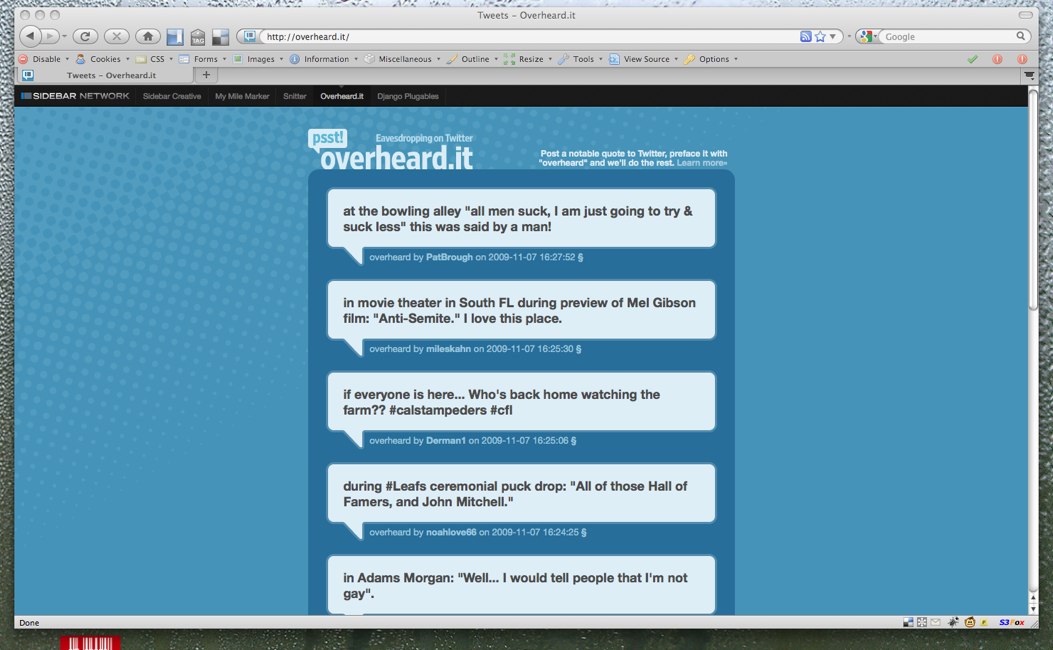 Tweets – Overheard.it
TAG
http://overheard.it/
Google
Disable Cookies CSS Forms Images Information Miscellaneous Outline Resize Tools View Source Options
Tweets – Overheard.it
SIDEBAR NETWORK Sidebar Creative My Mile Marker Snitter Overheard.It Django Plugables
psst!
Eavesdropping on Twitter
overheard.it
Post a notable quote to Twitter, preface it with
"overheard" and we'll do the rest. Learn more»
at the bowling alley "all men suck, I am just going to try &
suck less" this was said by a man!
overheard by PatBrough on 2009-11-07 16:27:52 §
in movie theater in South FL during preview of Mel Gibson
film: "Anti-Semite." I love this place.
overheard by mileskahn on 2009-11-07 16:25:30 §
if everyone is here... Who's back home watching the
farm?? #calstampeders #cfl
overheard by Derman1 on 2009-11-07 16:25:06 §
during #Leafs ceremonial puck drop: "All of those Hall of
Famers, and John Mitchell."
overheard by noahlove66 on 2009-11-07 16:24:25 §
in Adams Morgan: "Well... I would tell people that I'm not
gay".
Done
S3Fox